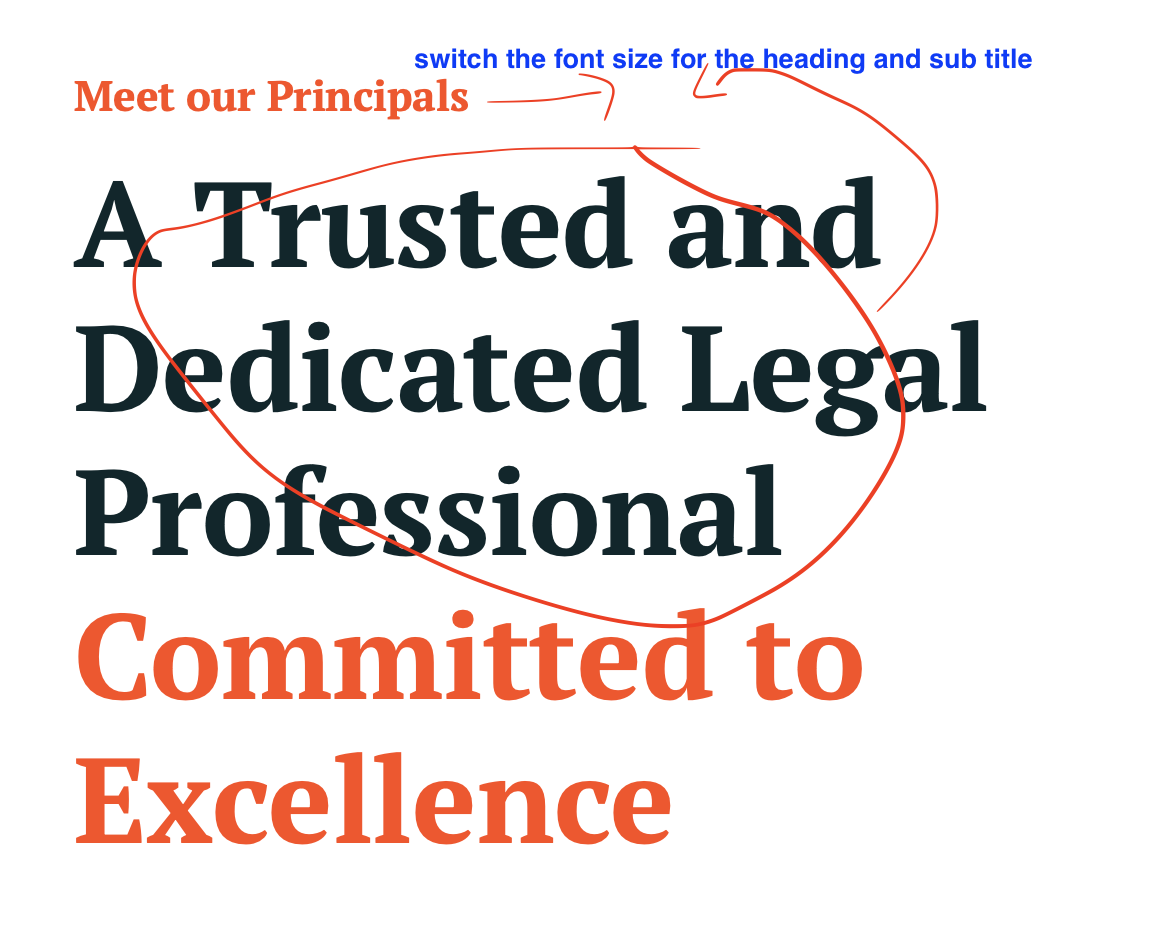 switch the font size for the heading and sub title
Meet our Principals
A Trusted and
Dedicated Legal
Professional
Committed to
Excellence